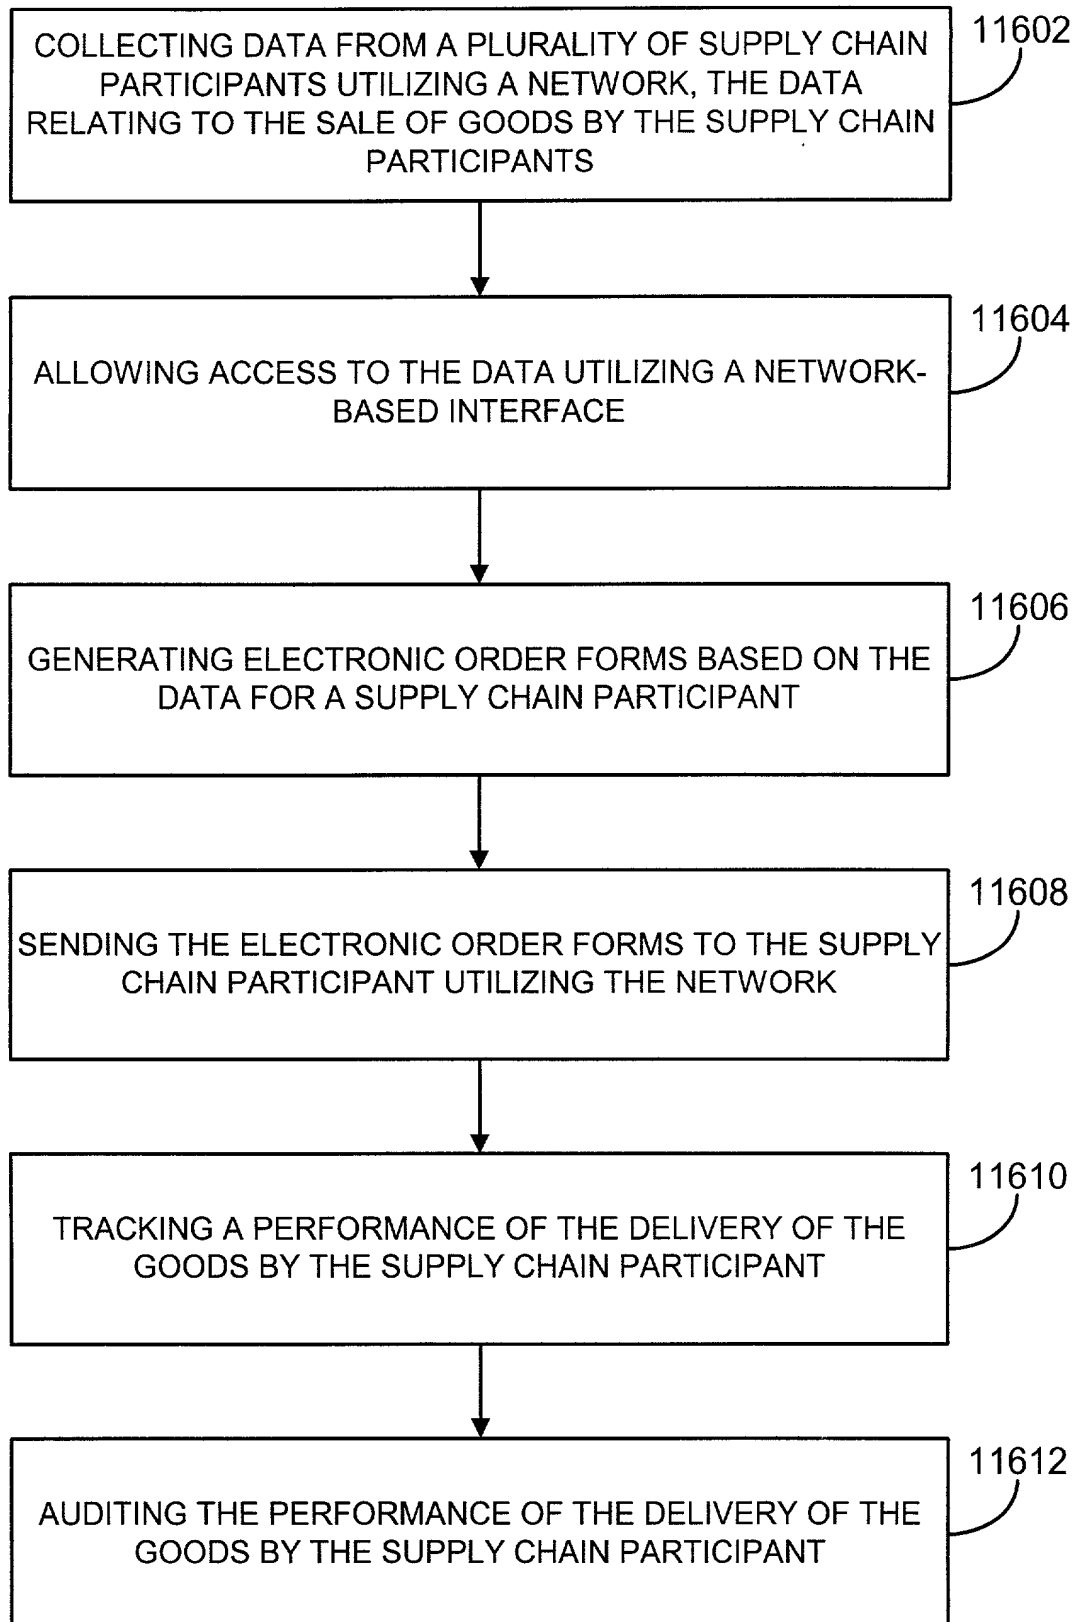 11602
COLLECTING DATA FROM A PLURALITY OF SUPPLY CHAIN
PARTICIPANTS UTILIZING A NETWORK, THE DATA
RELATING TO THE SALE OF GOODS BY THE SUPPLY CHAIN
PARTICIPANTS
11604
ALLOWING ACCESS TO THE DATA UTILIZING A NETWORK-
BASED INTERFACE
11606
GENERATING ELECTRONIC ORDER FORMS BASED ON THE
DATA FOR A SUPPLY CHAIN PARTICIPANT
11608
SENDING THE ELECTRONIC ORDER FORMS TO THE SUPPLY
CHAIN PARTICIPANT UTILIZING THE NETWORK
11610
TRACKING A PERFORMANCE OF THE DELIVERY OF THE
GOODS BY THE SUPPLY CHAIN PARTICIPANT
11612
AUDITING THE PERFORMANCE OF THE DELIVERY OF THE
GOODS BY THE SUPPLY CHAIN PARTICIPANT